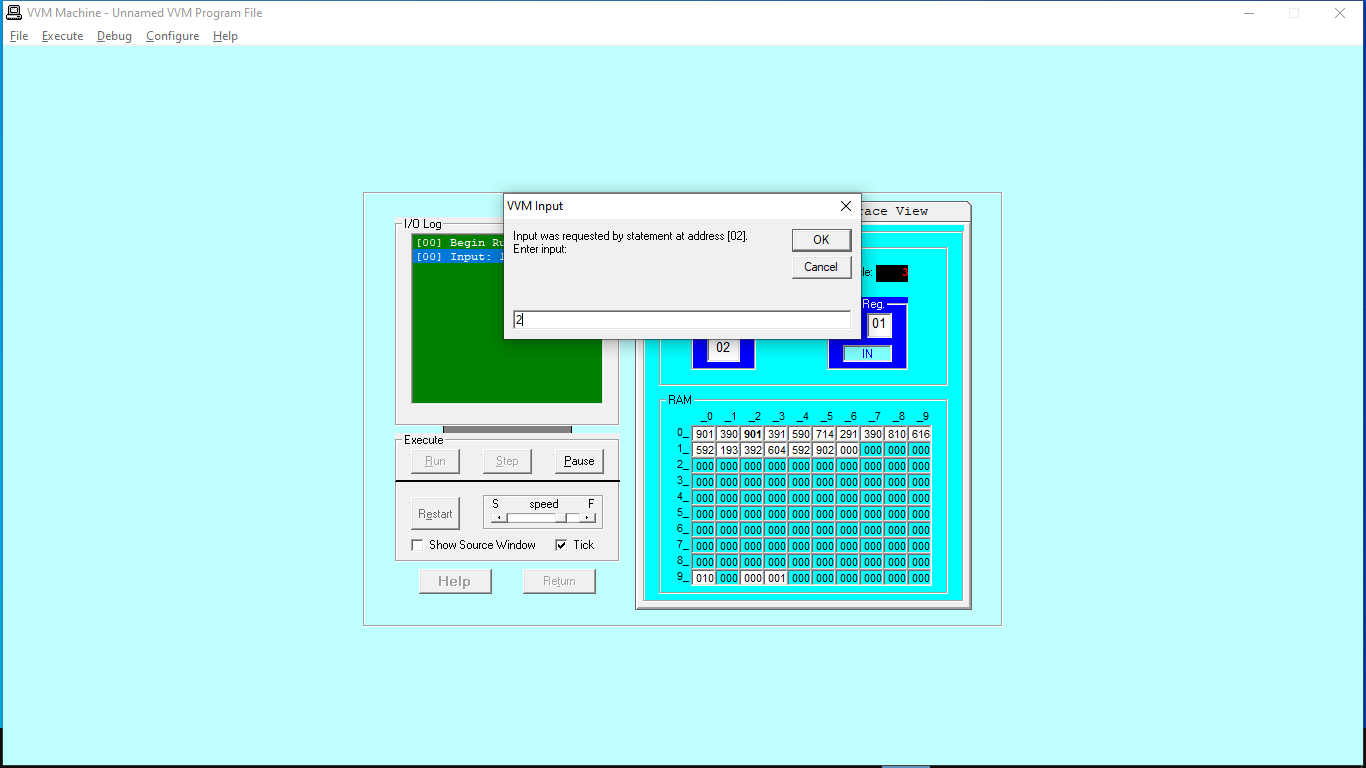 VVM Machine - Unnamed VVM Program File
File Execute Debug Configure Help
VVM Input
Input was requested by statement at address [02].
Enter input:
OK
Cancel
2
I/O Log
[00] Begin
[00] Input:
Trace View
3
Reg.
02
01
IN
Execute
Run Step Pause
Restart
S speed F
Show Source Window Tick
Help Return
RAM
_0 _1 _2 _3 _4 _5 _6 _7 _8 _9
0_ 901 390 901 391 590 714 291 390 810 616
1_ 592 193 392 604 592 902 000 000 000 000
2_ 000 000 000 000 000 000 000 000 000 000
3_ 000 000 000 000 000 000 000 000 000 000
4_ 000 000 000 000 000 000 000 000 000 000
5_ 000 000 000 000 000 000 000 000 000 000
6_ 000 000 000 000 000 000 000 000 000 000
7_ 000 000 000 000 000 000 000 000 000 000
8_ 000 000 000 000 000 000 000 000 000 000
9_ 010 000 000 001 000 000 000 000 000 000